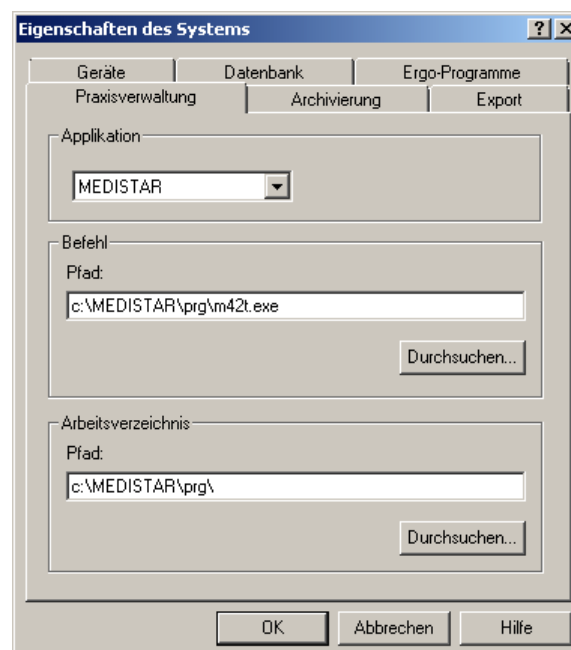 Eigenschaften des Systems
Geräte Datenbank Ergo-Programme
Praxisverwaltung Archivierung Export
Applikation
MEDISTAR
Befehl
Pfad:
c:\MEDISTAR\prg\m42t.exe
Durchsuchen...
Arbeitsverzeichnis
Pfad:
c:\MEDISTAR\prg\
Durchsuchen...
OK Abbrechen Hilfe